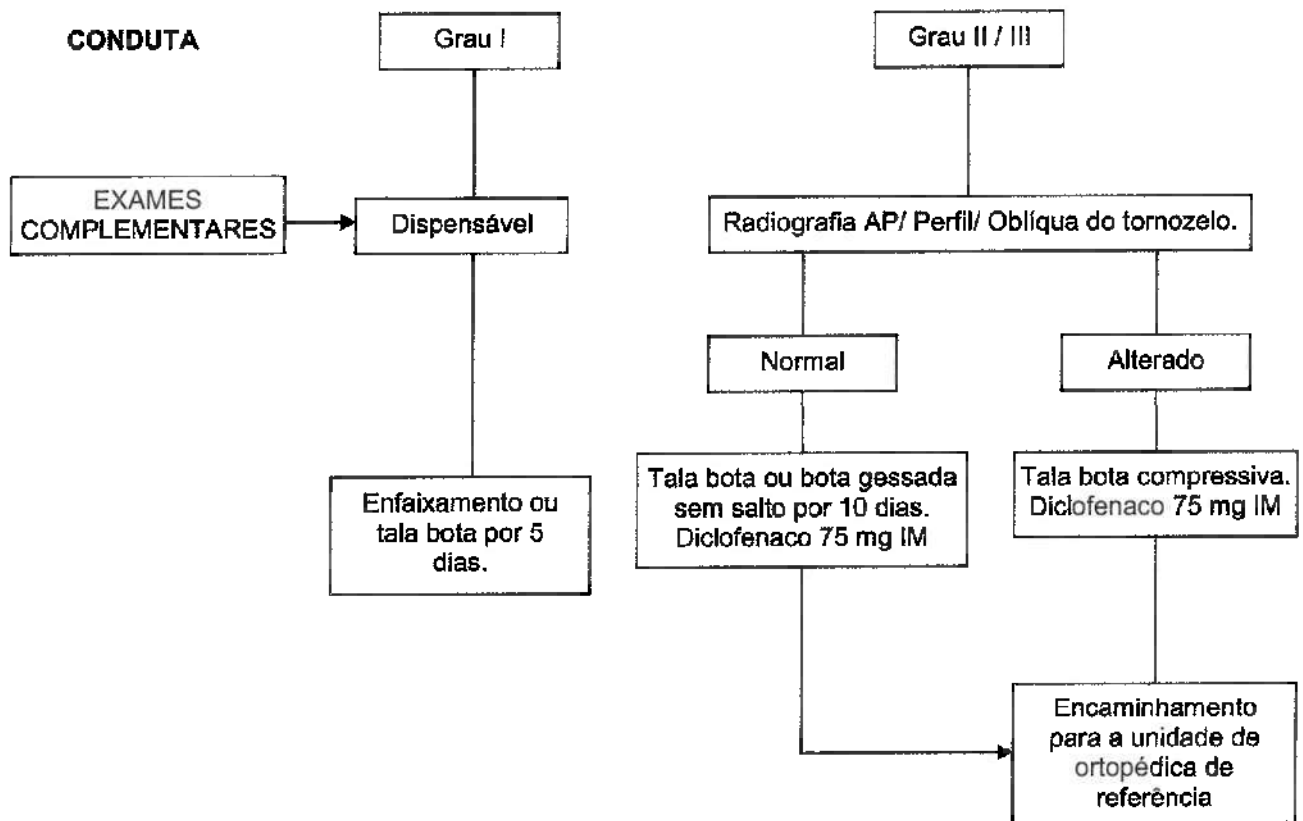 CONDUTA
Grau I
Grau II / III
EXAMES
COMPLEMENTARES
Dispensável
Radiografia AP/ Perfil/ Oblíqua do tornozelo.
Normal
Alterado
Enfaixamento ou
tala bota por 5
dias.
Tala bota ou bota gessada
sem salto por 10 dias.
Diclofenaco 75 mg IM
Tala bota compressiva.
Diclofenaco 75 mg IM
Encaminhamento
para a unidade de
ortopédica de
referência